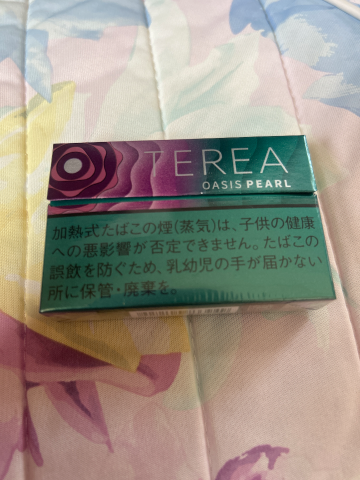 TEREA
OASIS PEARL
加熱式たばこの煙(蒸気)は、子供の健康
への悪影響が否定できません。たばこの
誤飲を防ぐため、乳幼児の手が届かない
所に保管・廃棄を。